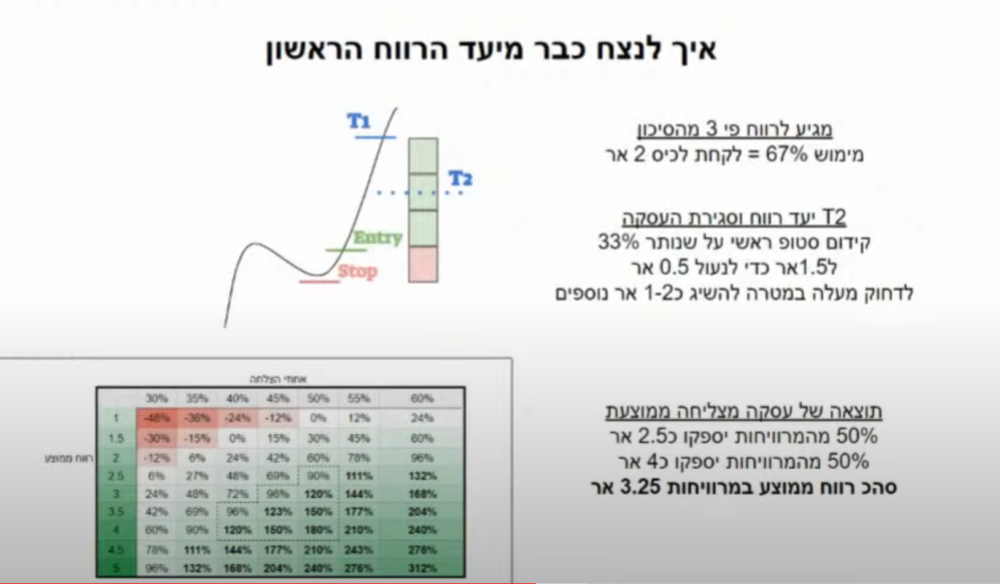 איך לנצח כבר מיעד הרווח הראשון
T1
T2
Entry
Stop
מגיע לרווח פי 3 מהסיכון
מימוש 67% = לקחת לכיס 2 אר
T2 יעד רווח וסגירת העסקה
קידום סטופ ראשי על שנותר 33%
ל1.5אר כדי לנעול 0.5 אר
לדחוק מעלה במטרה להשיג כ1-2 אר נוספים
אחוזי הצלחה
30% 35% 40% 45% 50% 55% 60%
1 -48% -36% -24% -12% 0% 12% 24%
1.5 -30% -15% 0% 15% 30% 45% 60%
רווח ממוצע
2 -12% 6% 24% 42% 60% 78% 96%
2.5 6% 27% 48% 69% 90% 111% 132%
3 24% 48% 72% 96% 120% 144% 168%
3.5 42% 69% 96% 123% 150% 177% 204%
4 60% 90% 120% 150% 180% 210% 240%
4.5 78% 111% 144% 177% 210% 243% 276%
5 96% 132% 168% 204% 240% 276% 312%
תוצאה של עסקה מצליחה ממוצעת
50% מהמרוויחות יספקו כ2.5 אר
50% מהמרוויחות יספקו כ4 אר
סהכ רווח ממוצע במרוויחות 3.25 אר